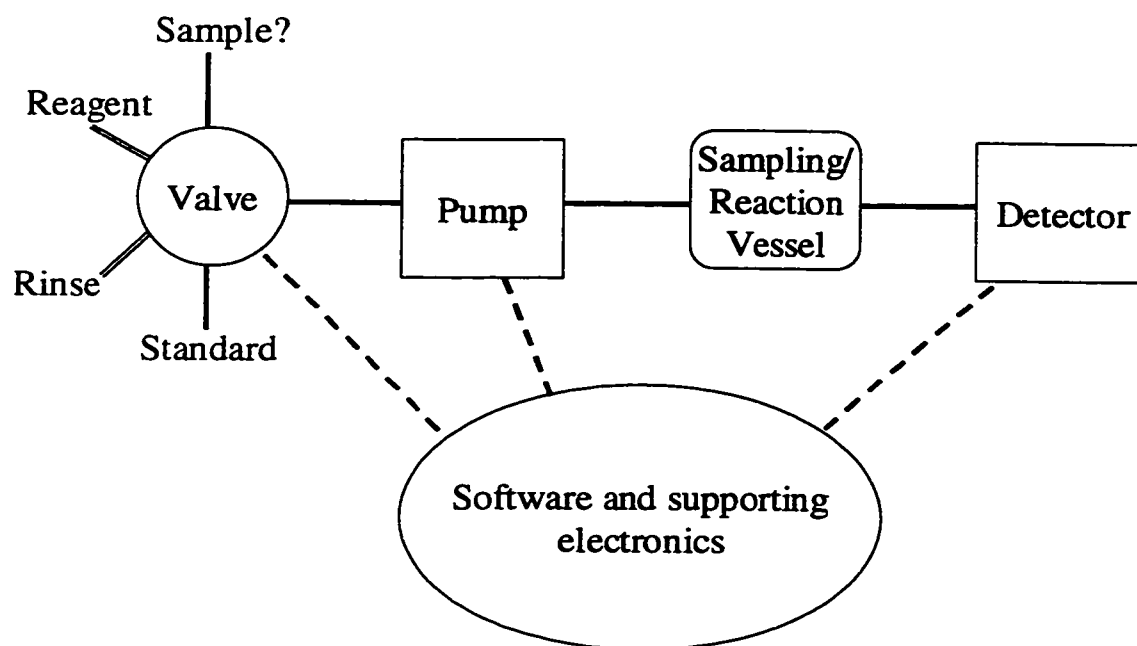 Sample?
Reagent
Valve
Rinse
Standard
Pump
Sampling/
Reaction
Vessel
Detector
Software and supporting
electronics